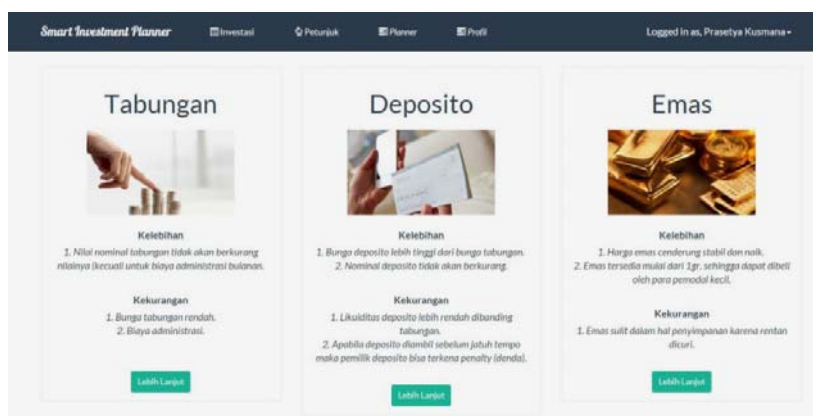 Smart Investment Planner
Investasi
Petunjuk
Planner
Profil
Logged in as, Prasetya Kusmana
Tabungan
Kelebihan
1. Nilai nominal tabungan tidak akan berkurang
nilainya (kecuali untuk biaya administrasi bulanan.
Kekurangan
1. Bunga tabungan rendah.
2. Biaya administrasi.
Lebih Lanjut
Deposito
Kelebihan
1. Bunga deposito lebih tinggi dari bunga tabungan.
2. Nominal deposito tidak akan berkurang.
Kekurangan
1. Likuiditas deposito lebih rendah dibanding
tabungan.
2. Apabila deposito diambil sebelum jatuh tempo
maka pemilik deposito bisa terkena penalty (denda).
Lebih Lanjut
Emas
Kelebihan
1. Harga emas cenderung stabil dan naik.
2. Emas tersedia mulai dari 1gr, sehingga dapat dibeli
oleh para pemodal kecil.
Kekurangan
1. Emas sulit dalam hal penyimpanan karena rentan
dicuri.
Lebih Lanjut